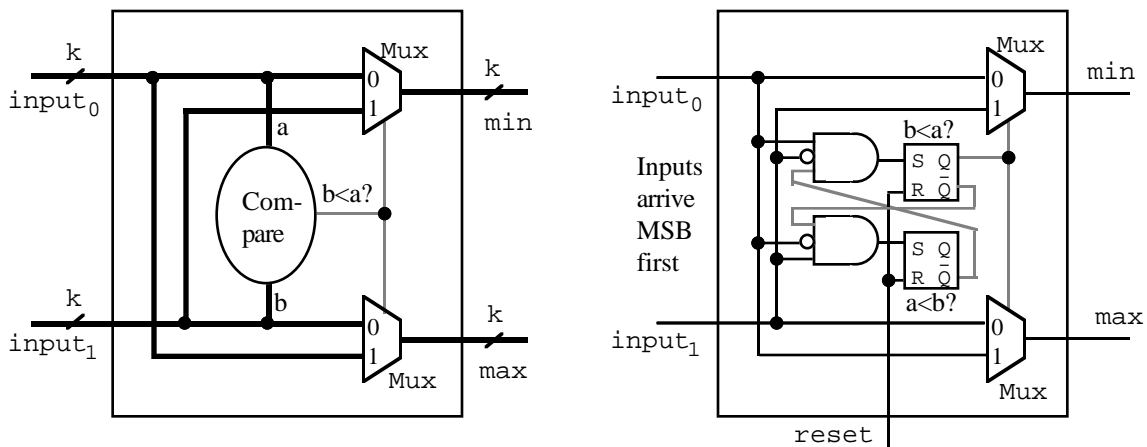 Mux
k
input0
0
1
k
min
a
b<a?
Com-
pare
k
b
input1
0
1
k
max
Mux
Mux
input0
0
1
min
b<a?
Inputs
arrive
MSB
first
S Q
R Q̅
S Q
R Q̅
a<b?
input1
0
1
max
Mux
reset